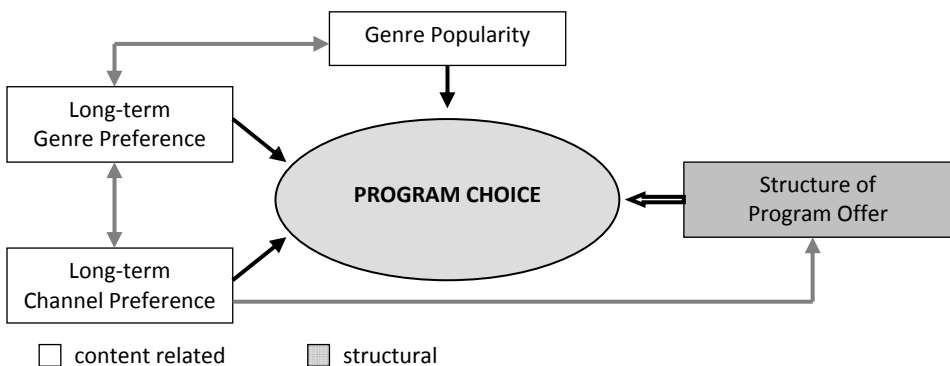 Genre Popularity
Long-term
Genre Preference
PROGRAM CHOICE
Structure of
Program Offer
Long-term
Channel Preference
content related
structural